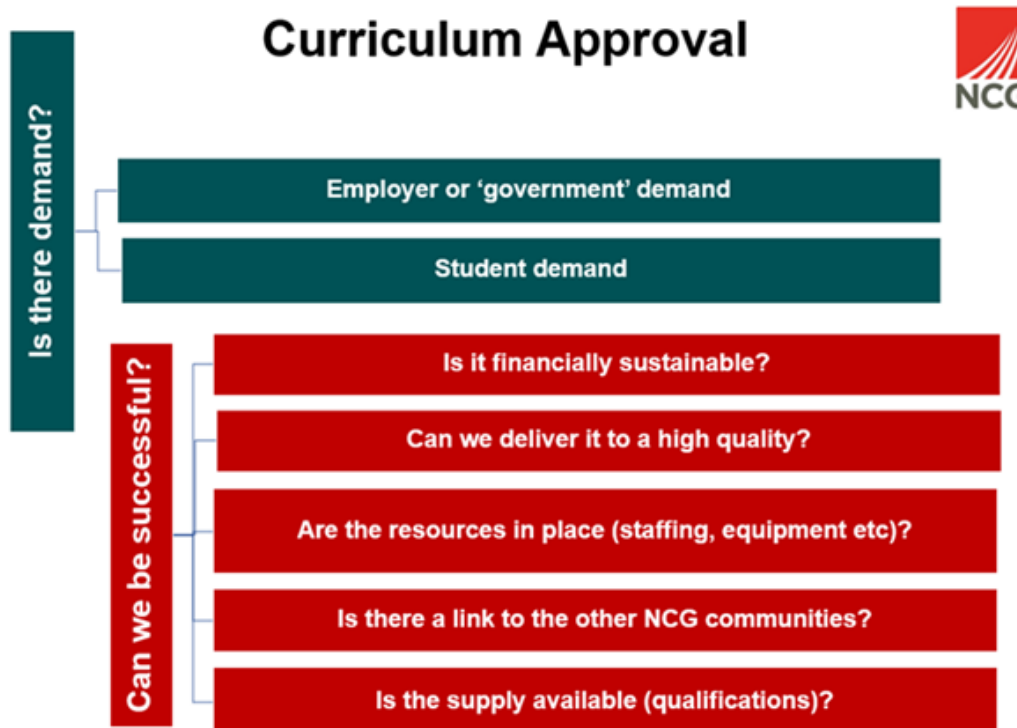 Curriculum Approval
NCG
Is there demand?
Employer or ‘government’ demand
Student demand
Can we be successful?
Is it financially sustainable?
Can we deliver it to a high quality?
Are the resources in place (staffing, equipment etc)?
Is there a link to the other NCG communities?
Is the supply available (qualifications)?